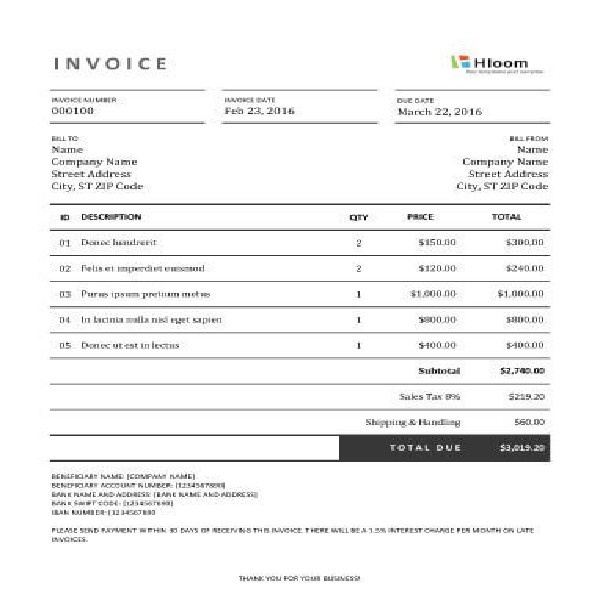 INVOICE
Hloom
INVOICE NUMBER INVOICE DATE DUE DATE
000100 Feb 23, 2016 March 22, 2016
BILL TO BILL FROM
Name Name
Company Name Company Name
Street Address Street Address
City, ST ZIP Code City, ST ZIP Code
ID DESCRIPTION QTY PRICE TOTAL
01 Donec hendrerit 2 $150.00 $300.00
02 Felis et imperdiet euismod 2 $120.00 $240.00
03 Purus ipsum pretium metus 1 $1,000.00 $1,000.00
04 In lacinia nulla nisl eget sapien 1 $800.00 $800.00
05 Donec ut est in lectus 1 $400.00 $400.00
Subtotal $2,740.00
Sales Tax 8% $219.20
Shipping & Handling $60.00
TOTAL DUE $3,019.20
BENEFICIARY NAME: [COMPANY NAME]
BENEFICIARY ACCOUNT NUMBER: [1234567890]
BANK NAME AND ADDRESS: [BANK NAME AND ADDRESS]
BANK SWIFT CODE: [1234567890]
IBAN NUMBER: [1234567890
PLEASE SEND PAYMENT WITHIN 30 DAYS OF RECEIVING THIS INVOICE. THERE WILL BE A 1.5% INTEREST CHARGE PER MONTH ON LATE
INVOICES.
THANK YOU FOR YOUR BUSINESS!